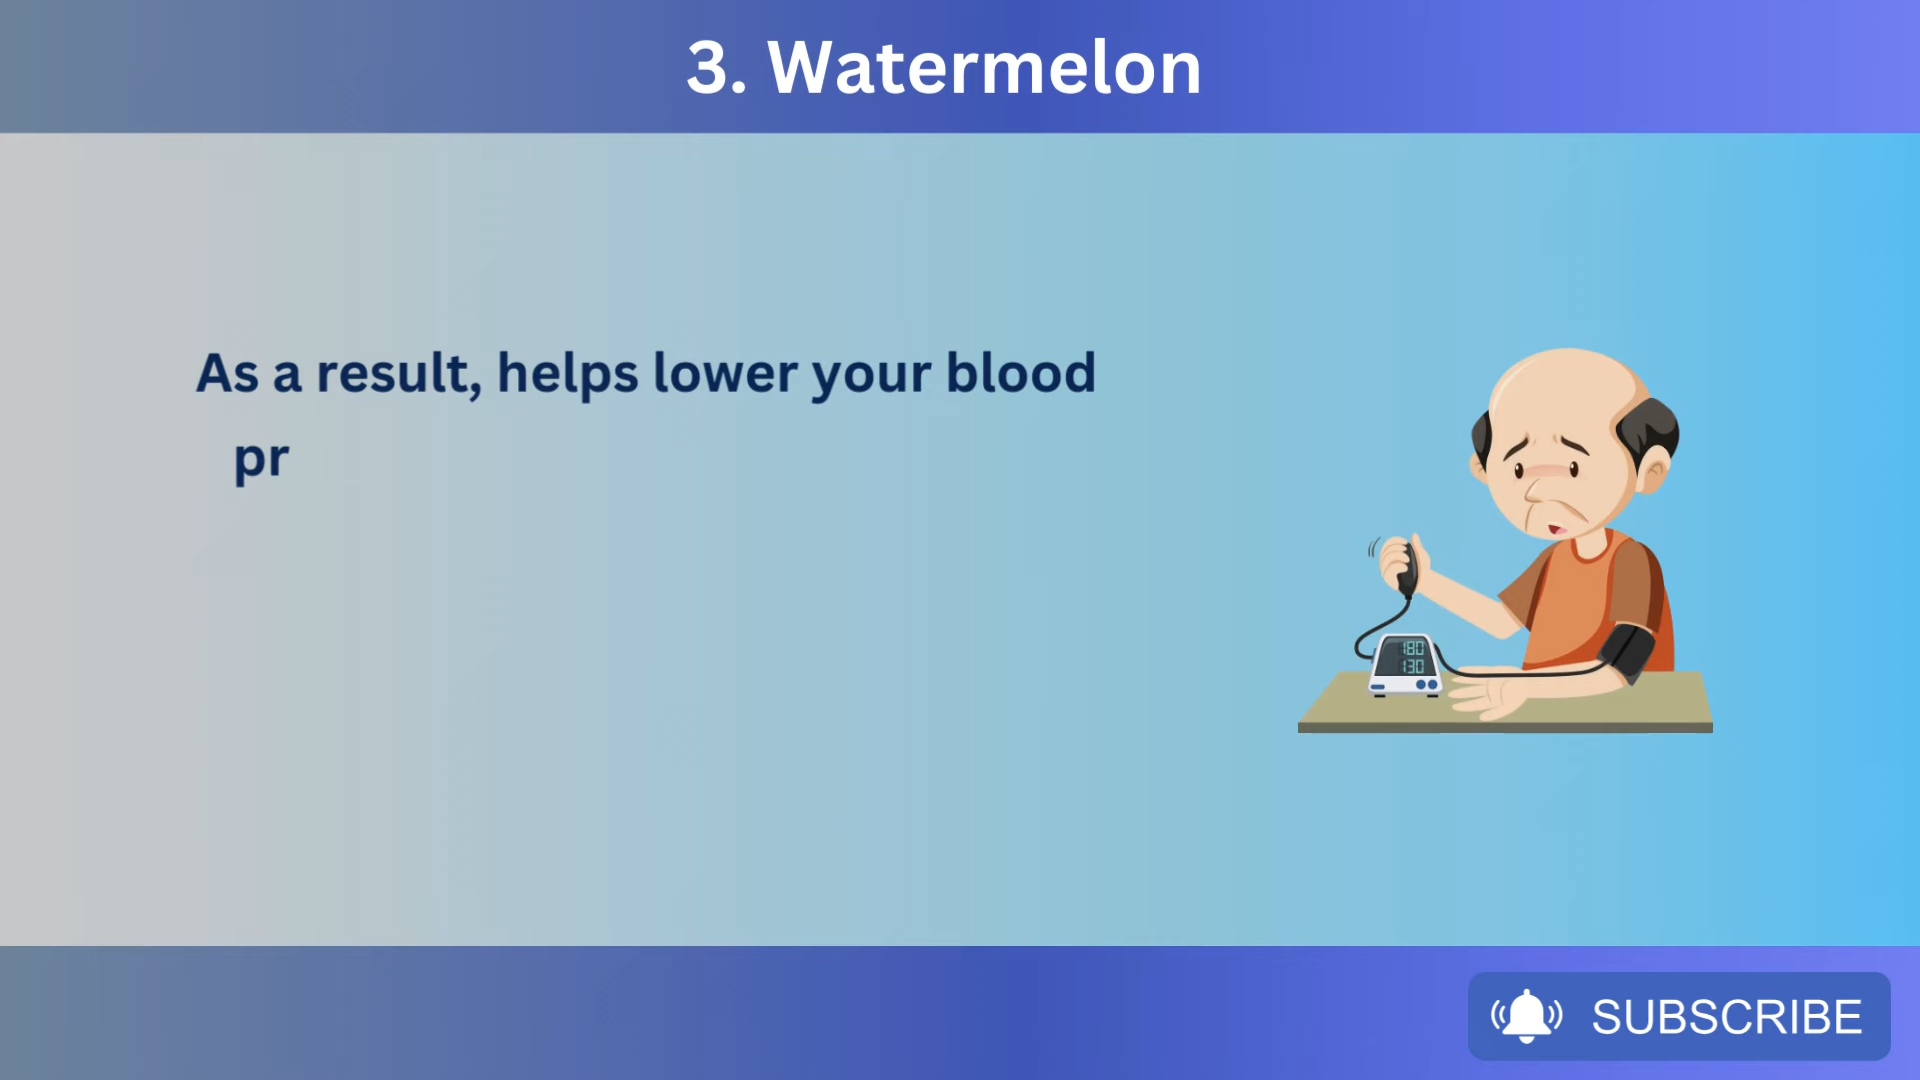 3. Watermelon
As a result, helps lower your blood
pr
180
130
SUBSCRIBE